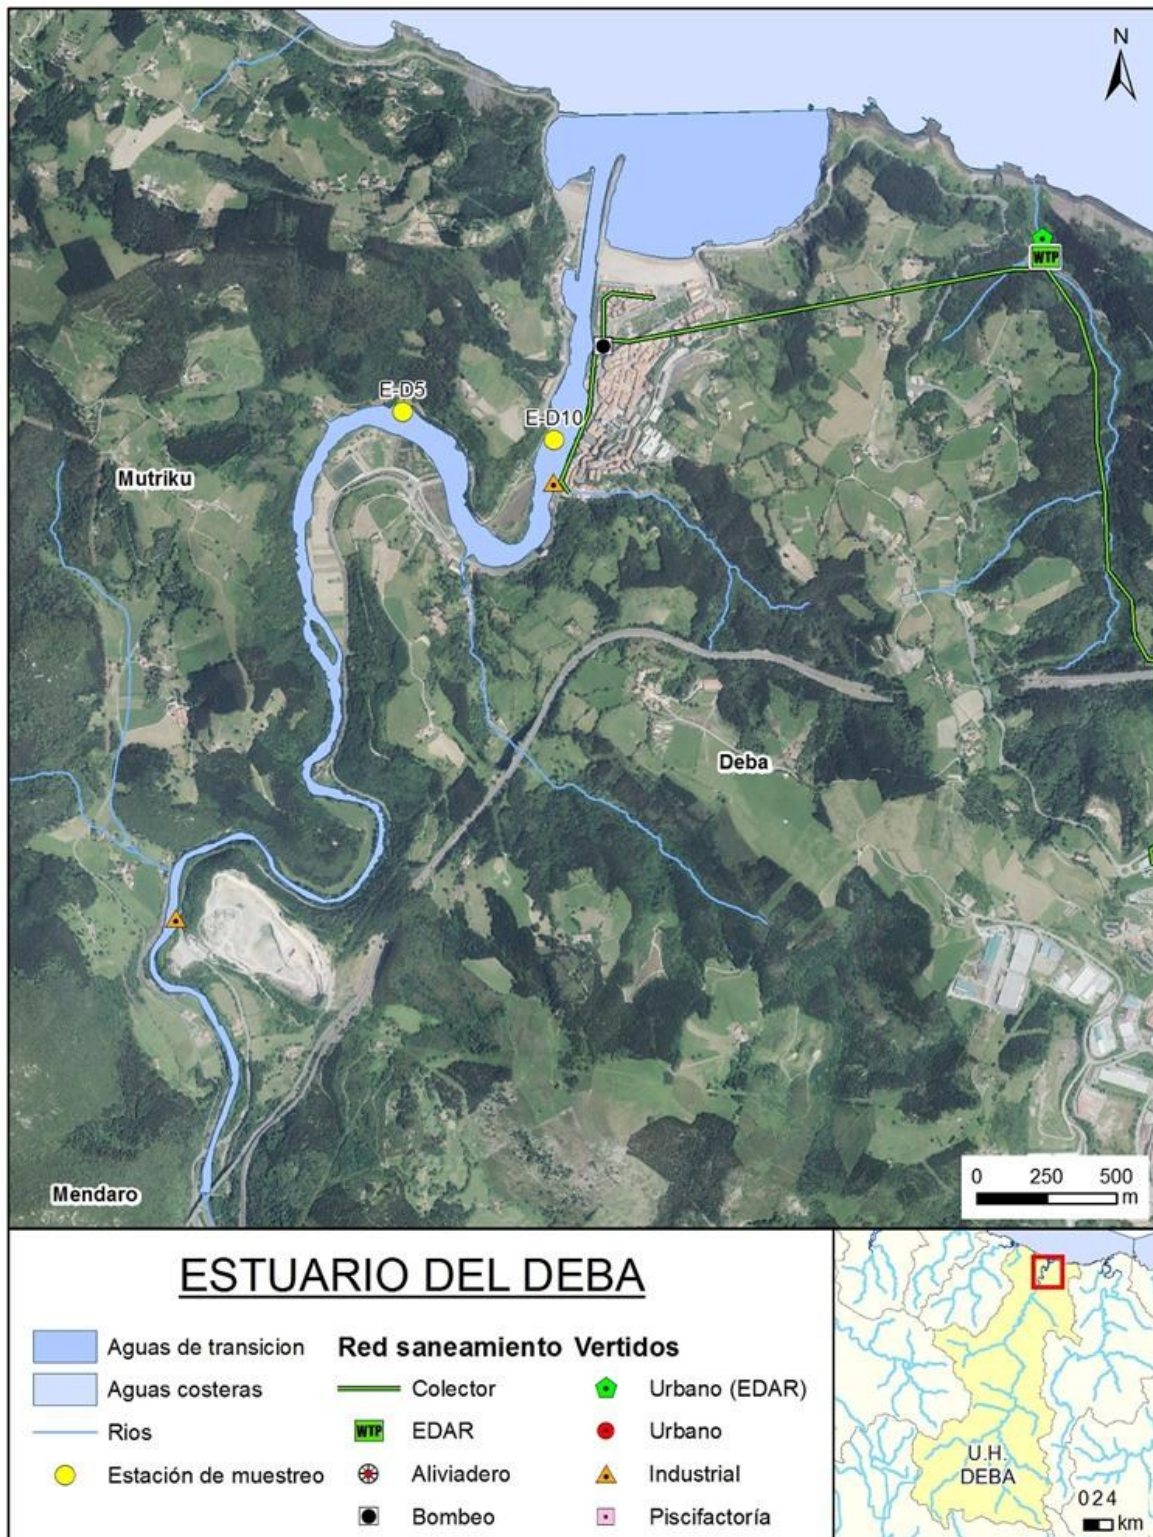 N
WTP
E-D5
E-D10
Mutriku
Deba
Mendaro
0 250 500
m
ESTUARIO DEL DEBA
Aguas de transicion
Aguas costeras
Rios
Estación de muestreo
Red saneamiento
Colector
WTP EDAR
Aliviadero
Bombeo
Vertidos
Urbano (EDAR)
Urbano
Industrial
Piscifactoría
U.H.
DEBA
0 2 4
km